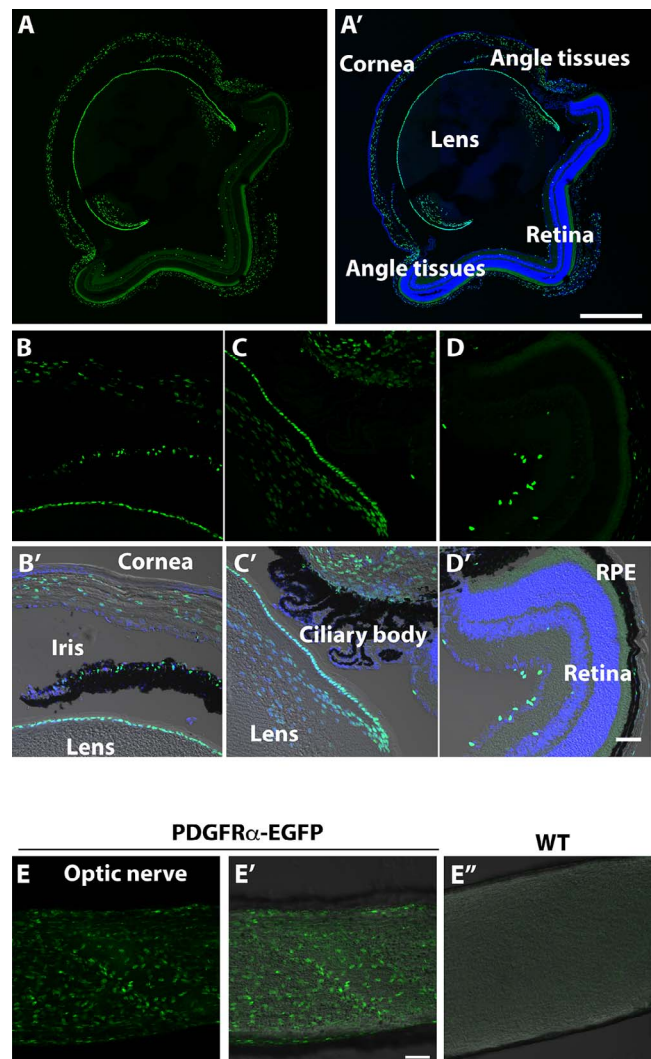 A
A'
Cornea
Angle tissues
Lens
Retina
Angle tissues
B
C
D
B'
Cornea
Iris
Lens
C'
Ciliary body
Lens
D'
RPE
Retina
PDGFRα-EGFP
WT
E
Optic nerve
E'
E"